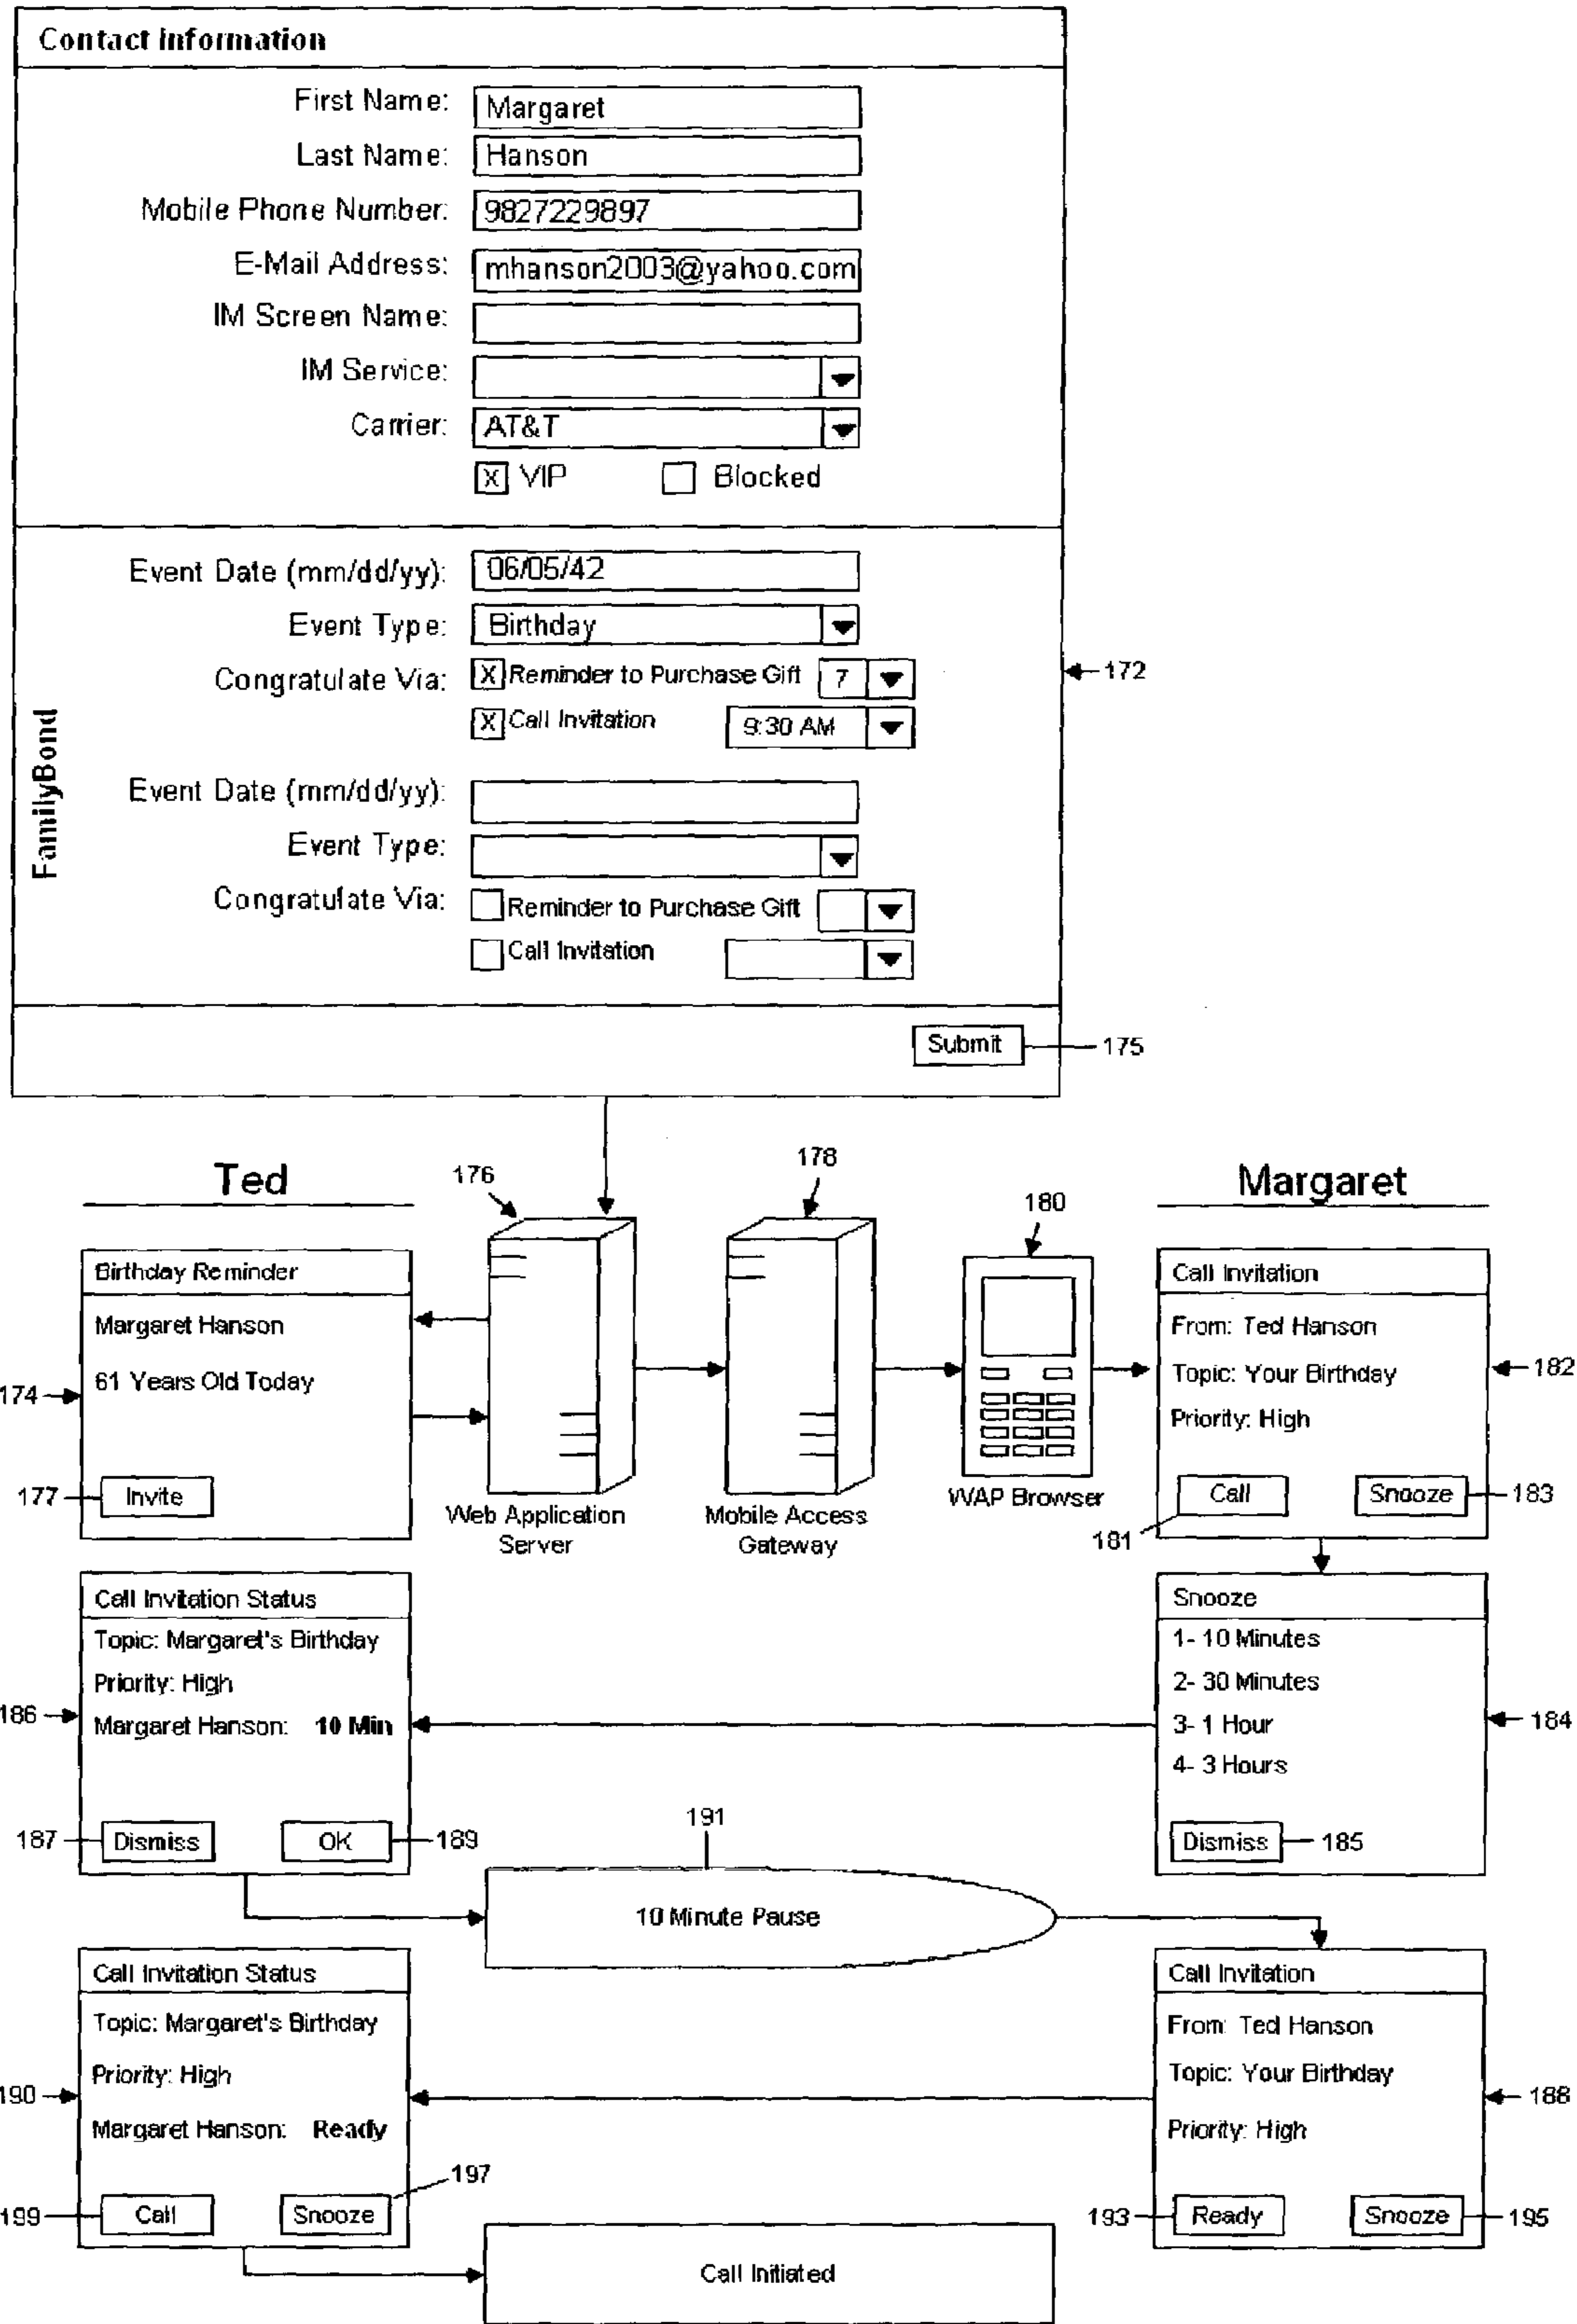 Contact Information
First Name: Margaret
Last Name: Hanson
Mobile Phone Number: 9827229897
E-Mail Address: mhanson2003@yahoo.com
IM Screen Name:
IM Service:
Carrier: AT&T
X VIP Blocked
FamilyBond
Event Date (mm/dd/yy): 06/05/42
Event Type: Birthday
Congratulate Via: X Reminder to Purchase Gift 7
172
X Call Invitation 9:30 AM
Event Date (mm/dd/yy):
Event Type:
Congratulate Via: Reminder to Purchase Gift
Call Invitation
Submit 175
Ted
176
178
180
Margaret
Birthday Reminder
Margaret Hanson
61 Years Old Today
174
177 Invite
Web Application
Server
Mobile Access
Gateway
WAP Browser
Call Invitation
From: Ted Hanson
Topic: Your Birthday
182
Priority: High
Call Snooze 183
181
Call Invitation Status
Topic: Margaret's Birthday
Priority: High
186 Margaret Hanson: 10 Min
187 Dismiss OK 189
Snooze
1- 10 Minutes
2- 30 Minutes
3- 1 Hour 184
4- 3 Hours
Dismiss 185
191
10 Minute Pause
Call Invitation Status
Topic: Margaret's Birthday
Priority: High
190
Margaret Hanson: Ready
197
199 Call Snooze
Call Invitation
From: Ted Hanson
Topic: Your Birthday
188
Priority: High
193 Ready Snooze 195
Call Initiated